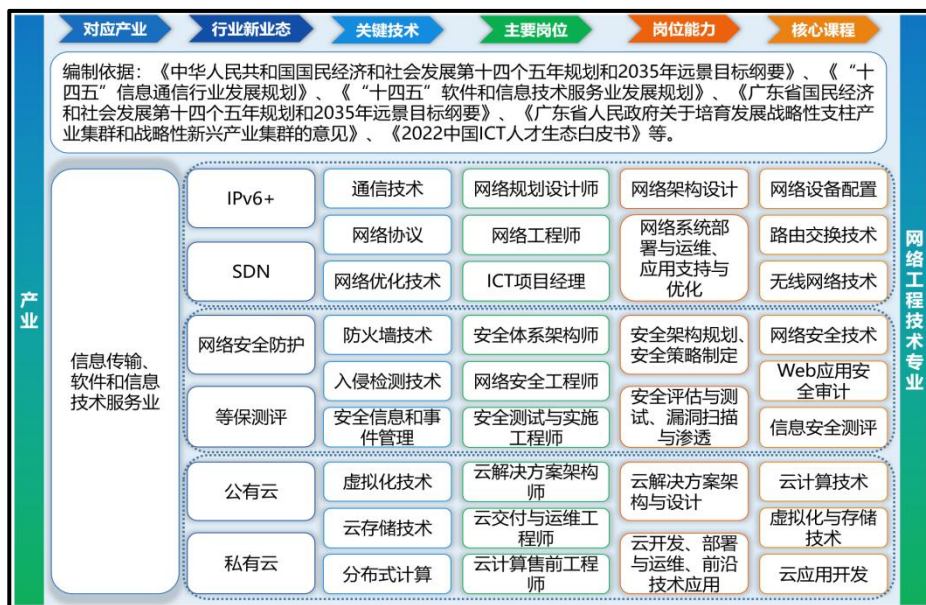 对应产业
行业新业态
关键技术
主要岗位
岗位能力
核心课程
编制依据：《中华人民共和国国民经济和社会发展第十四个五年规划和2035年远景目标纲要》、《“十
四五”信息通信行业发展规划》、《“十四五”软件和信息技术服务业发展规划》、《广东省国民经济
和社会发展第十四个五年规划和2035年远景目标纲要》、《广东省人民政府关于培育发展战略性支柱产
业集群和战略性新兴产业集群的意见》、《2022中国ICT人才生态白皮书》等。
产业
信息传输、
软件和信息
技术服务业
IPv6+
SDN
通信技术
网络协议
网络优化技术
网络规划设计师
网络工程师
ICT项目经理
网络架构设计
网络系统部
署与运维、
应用支持与
优化
网络设备配置
路由交换技术
无线网络技术
网络安全防护
等保测评
防火墙技术
入侵检测技术
安全信息和事
件管理
安全体系架构师
网络安全工程师
安全测试与实施
工程师
安全架构规划、
安全策略制定
安全评估与测
试、漏洞扫描
与渗透
网络安全技术
Web应用安
全审计
信息安全测评
公有云
私有云
虚拟化技术
云存储技术
分布式计算
云解决方案架构
师
云交付与运维工
程师
云计算售前工程
师
云解决方案架
构与设计
云开发、部署
与运维、前沿
技术应用
云计算技术
虚拟化与存储
技术
云应用开发
网络工程技术专业